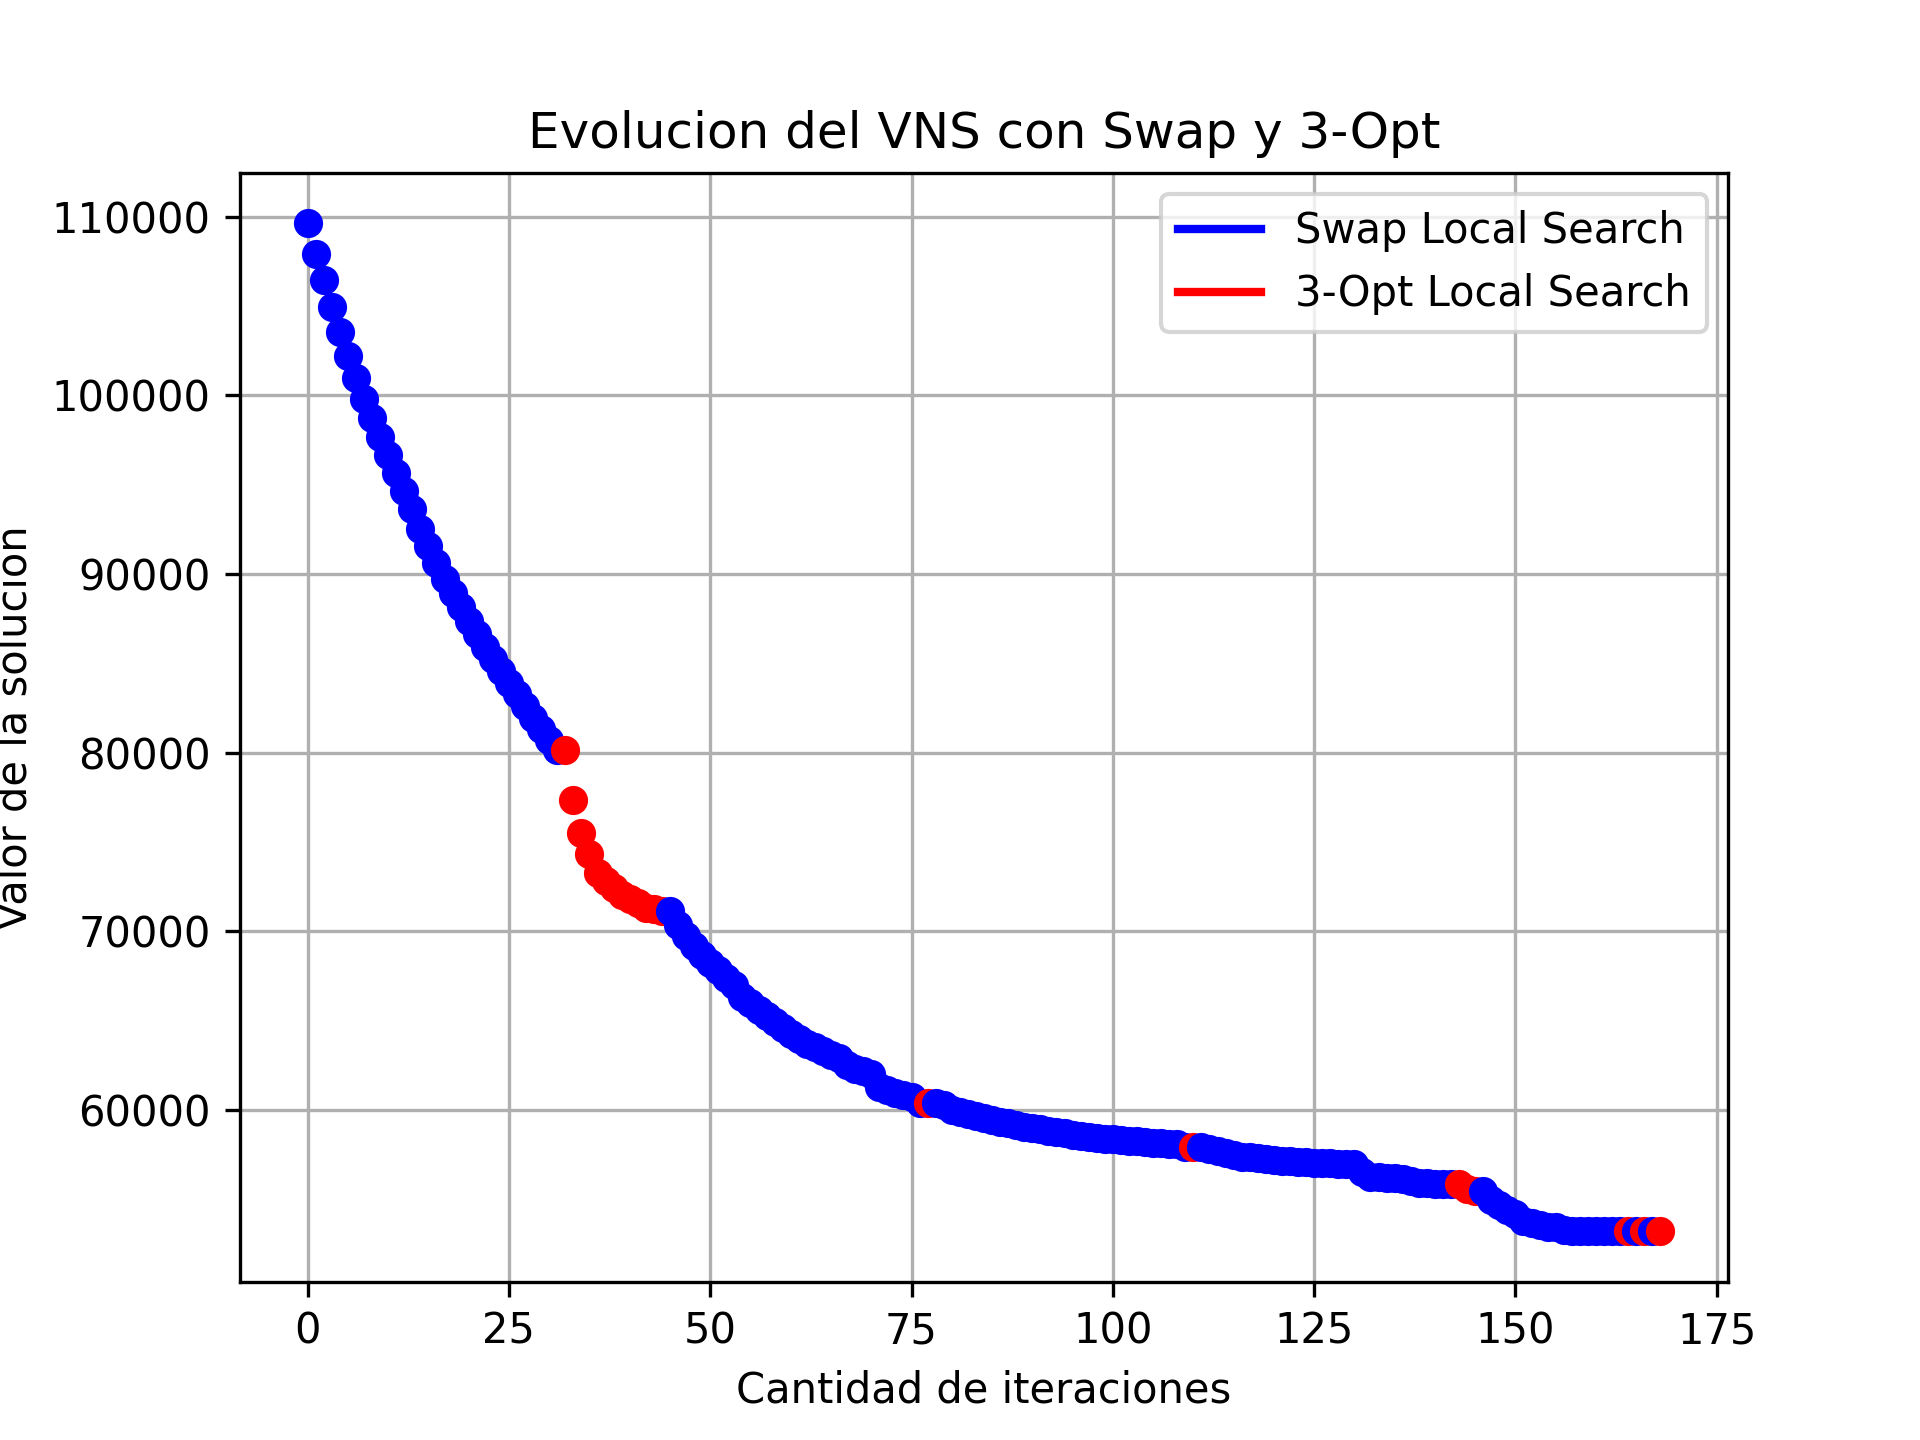 Evolucion del VNS con Swap y 3-Opt
Swap Local Search
3-Opt Local Search
Valor de la solucion
110000
100000
90000
80000
70000
60000
0 25 50 75 100 125 150 175
Cantidad de iteraciones